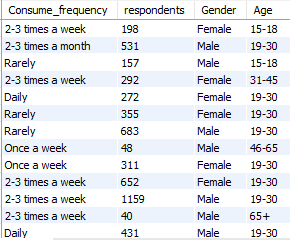 Consume_frequency respondents Gender Age
2-3 times a week 198 Female 15-18
2-3 times a month 531 Male 19-30
Rarely 157 Male 15-18
2-3 times a week 292 Female 31-45
Daily 272 Female 19-30
Rarely 355 Female 19-30
Rarely 683 Male 19-30
Once a week 48 Male 46-65
Once a week 311 Female 19-30
2-3 times a week 652 Female 19-30
2-3 times a week 1159 Male 19-30
2-3 times a week 40 Male 65+
Daily 431 Male 19-30